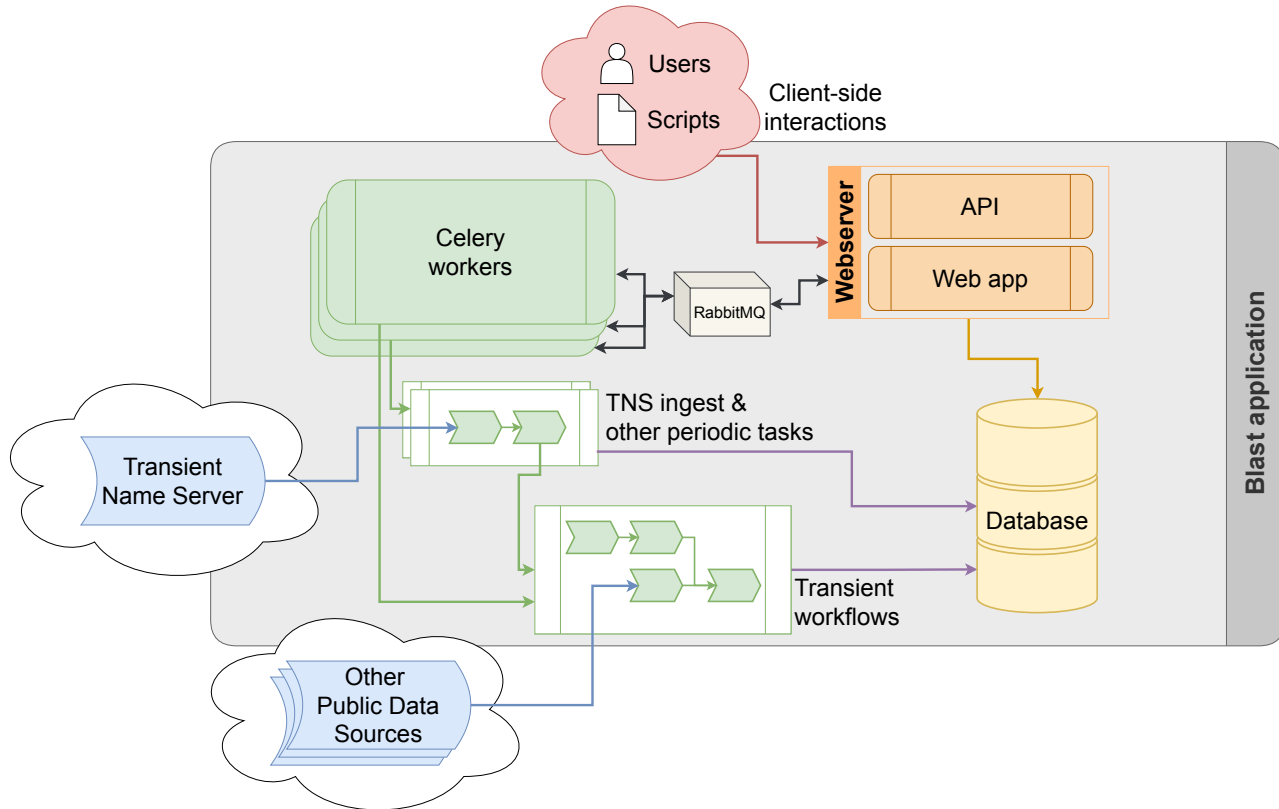 Users
Scripts
Client-side
interactions
Celery
workers
RabbitMQ
Webserver
API
Web app
Blast application
TNS ingest &
other periodic tasks
Transient
Name Server
Database
Transient
workflows
Other
Public Data
Sources